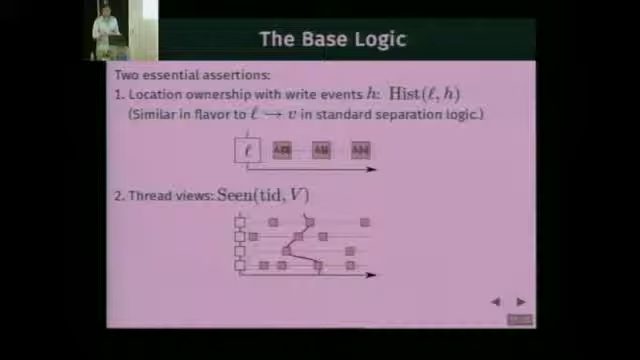 The Base Logic
Two essential assertions:
1. Location ownership with write events h: Hist(ℓ, h)
(Similar in flavor to ℓ ↦ v in standard separation logic.)
ℓ
2. Thread views: Seen(tid, V)